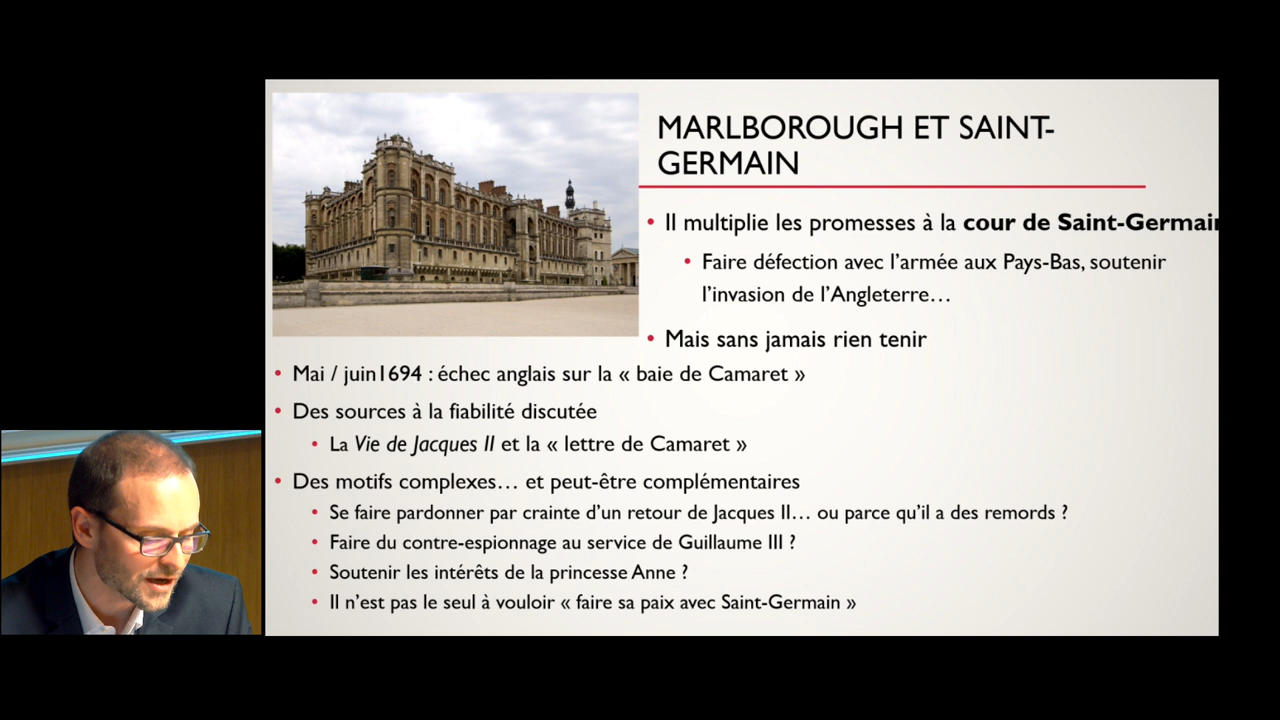 MARLBOROUGH ET SAINT-
GERMAIN
• Il multiplie les promesses à la cour de Saint-Germain
• Faire défection avec l'armée aux Pays-Bas, soutenir
l'invasion de l'Angleterre…
• Mais sans jamais rien tenir
• Mai / juin1694 : échec anglais sur la « baie de Camaret »
• Des sources à la fiabilité discutée
• La Vie de Jacques II et la « lettre de Camaret »
• Des motifs complexes… et peut-être complémentaires
• Se faire pardonner par crainte d'un retour de Jacques II… ou parce qu'il a des remords ?
• Faire du contre-espionnage au service de Guillaume III ?
• Soutenir les intérêts de la princesse Anne ?
• Il n'est pas le seul à vouloir « faire sa paix avec Saint-Germain »